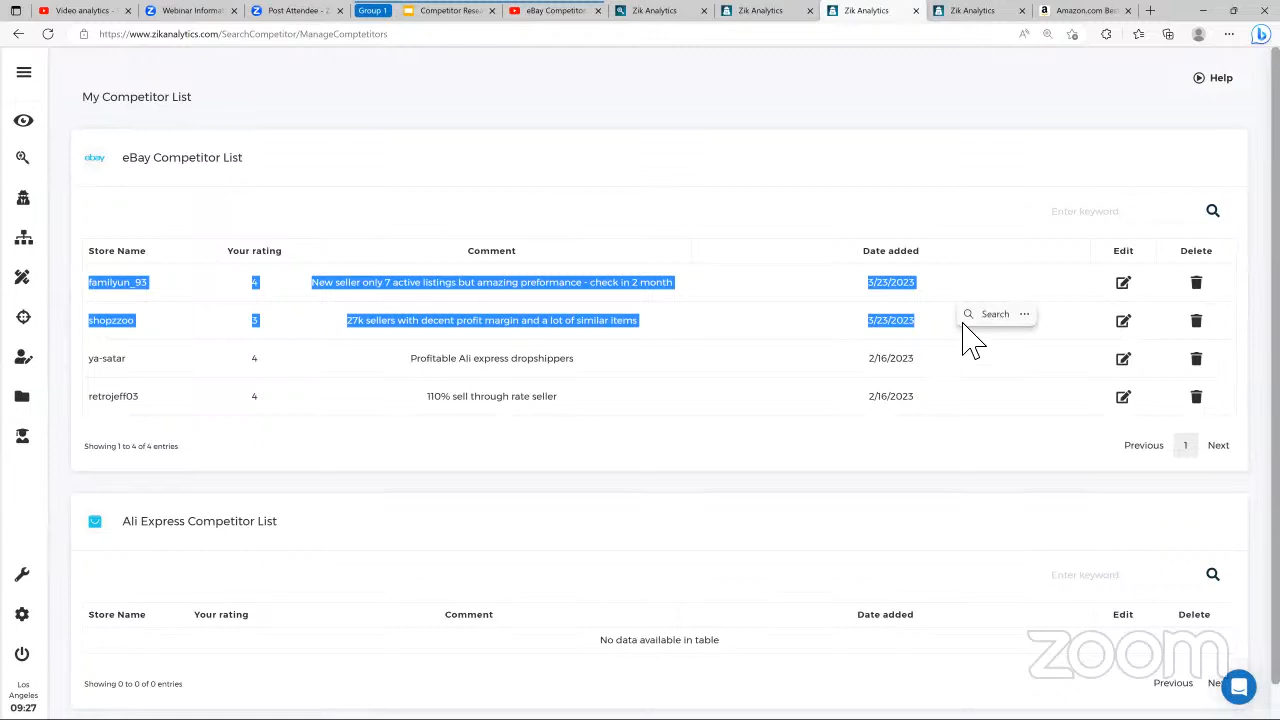 Video analytics
Webinar Informat
Post Attendee - Zo
Group 1
Competitor Resea
eBay Competitor
Zik Analytics
Zik Analytics
Zik Analytics
Zik Analytics
Amazon.c
https://www.zikanalytics.com/SearchCompetitor/ManageComptetitors
Help
My Competitor List
ebay eBay Competitor List
Enter keyword
Store Name Your rating Comment Date added Edit Delete
familyun_93 4 New seller only 7 active listings but amazing preformance - check in 2 month 3/23/2023
shopzzoo 3 27k sellers with decent profit margin and a lot of similar items 3/23/2023
Search ...
ya-satar 4 Profitable Ali express dropshippers 2/16/2023
retrojeff03 4 110% sell through rate seller 2/16/2023
Showing 1 to 4 of 4 entries Previous 1 Next
Ali Express Competitor List
Enter keyword
Store Name Your rating Comment Date added Edit Delete
No data available in table
zoom
Showing 0 to 0 of 0 entries Previous
Los
Angeles
09:27